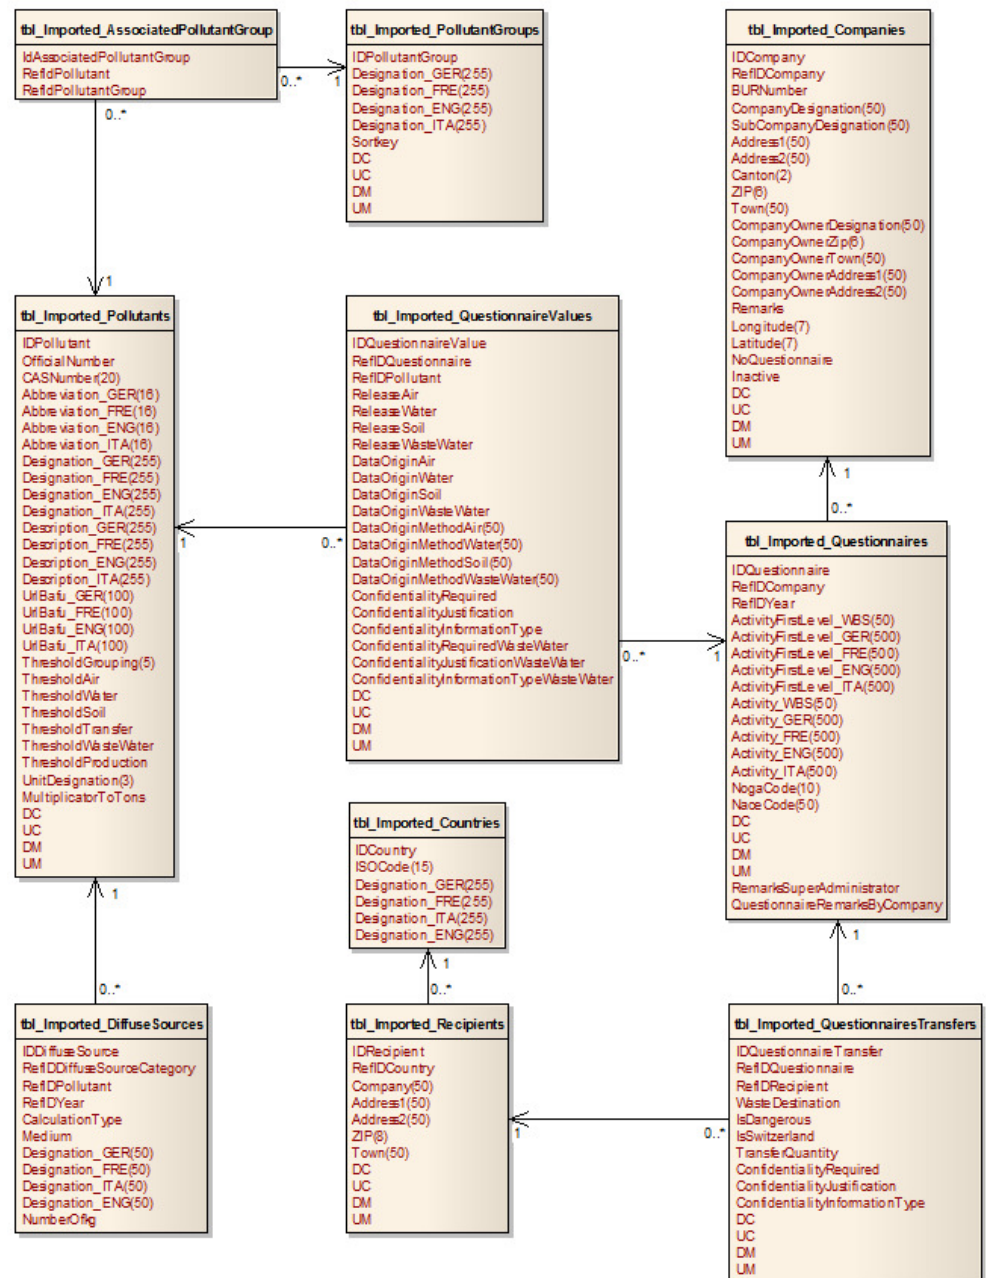 tbl_Imported_AssociatedPollutantGroup
IdAssociatedPollutantGroup
RefIdPollutant
RefIdPollutantGroup
0..*
1
0..*
1
tbl_Imported_PollutantGroups
IDPollutantGroup
Designation_GER(255)
Designation_FRE(255)
Designation_ENG(255)
Designation_ITA(255)
Sortkey
DC
UC
DM
UM
tbl_Imported_Companies
IDCompany
RefIDCompany
BURNumber
CompanyDesignation(50)
SubCompanyDesignation(50)
Address1(50)
Address2(50)
Canton(2)
ZIP(6)
Town(50)
CompanyOwnerDesignation(50)
CompanyOwnerZip(6)
CompanyOwnerTown(50)
CompanyOwnerAddress1(50)
CompanyOwnerAddress2(50)
Remarks
Longitude(7)
Latitude(7)
NoQuestionnaire
Inactive
DC
UC
DM
UM
1
0..*
tbl_Imported_Pollutants
IDPollutant
OfficialNumber
CASNumber(20)
Abbreviation_GER(16)
Abbreviation_FRE(16)
Abbreviation_ENG(16)
Abbreviation_ITA(16)
Designation_GER(255)
Designation_FRE(255)
Designation_ENG(255)
Designation_ITA(255)
Description_GER(255)
Description_FRE(255)
Description_ENG(255)
Description_ITA(255)
UrlBafu_GER(100)
UrlBafu_FRE(100)
UrlBafu_ENG(100)
UrlBafu_ITA(100)
ThresholdGrouping(5)
ThresholdAir
ThresholdWater
ThresholdSoil
ThresholdTransfer
ThresholdWasteWater
ThresholdProduction
UnitDesignation(3)
MultiplicatorToTons
DC
UC
DM
UM
1
0..*
tbl_Imported_QuestionnaireValues
IDQuestionnaireValue
RefIDQuestionnaire
RefIDPollutant
ReleaseAir
ReleaseWater
ReleaseSoil
ReleaseWasteWater
DataOriginAir
DataOriginWater
DataOriginSoil
DataOriginWasteWater
DataOriginMethodAir(50)
DataOriginMethodWater(50)
DataOriginMethodSoil(50)
DataOriginMethodWasteWater(50)
ConfidentialityRequired
ConfidentialityJustification
ConfidentialityInformationType
ConfidentialityRequiredWasteWater
ConfidentialityJustificationWasteWater
ConfidentialityInformationTypeWasteWater
DC
UC
DM
UM
0..*
1
tbl_Imported_Questionnaires
IDQuestionnaire
RefIDCompany
RefIDYear
ActivityFirstLevel_WBS(50)
ActivityFirstLevel_GER(500)
ActivityFirstLevel_FRE(500)
ActivityFirstLevel_ENG(500)
ActivityFirstLevel_ITA(500)
Activity_WBS(50)
Activity_GER(500)
Activity_FRE(500)
Activity_ENG(500)
Activity_ITA(500)
NogaCode(10)
NaceCode(50)
DC
UC
DM
UM
RemarksSuperAdministrator
QuestionnaireRemarksByCompany
1
0..*
tbl_Imported_Countries
IDCountry
ISOCode(15)
Designation_GER(255)
Designation_FRE(255)
Designation_ITA(255)
Designation_ENG(255)
1
0..*
1
0..*
tbl_Imported_DiffuseSources
IDDiffuseSource
RefIDDiffuseSourceCategory
RefIDPollutant
RefIDYear
CalculationType
Medium
Designation_GER(50)
Designation_FRE(50)
Designation_ITA(50)
Designation_ENG(50)
NumberOfkg
tbl_Imported_Recipients
IDRecipient
RefIDCountry
Company(50)
Address1(50)
Address2(50)
ZIP(8)
Town(50)
DC
UC
DM
UM
1
0..*
tbl_Imported_QuestionnairesTransfers
IDQuestionnaireTransfer
RefIDQuestionnaire
RefIDRecipient
WasteDestination
IsDangerous
IsSwitzerland
TransferQuantity
ConfidentialityRequired
ConfidentialityJustification
ConfidentialityInformationType
DC
UC
DM
UM